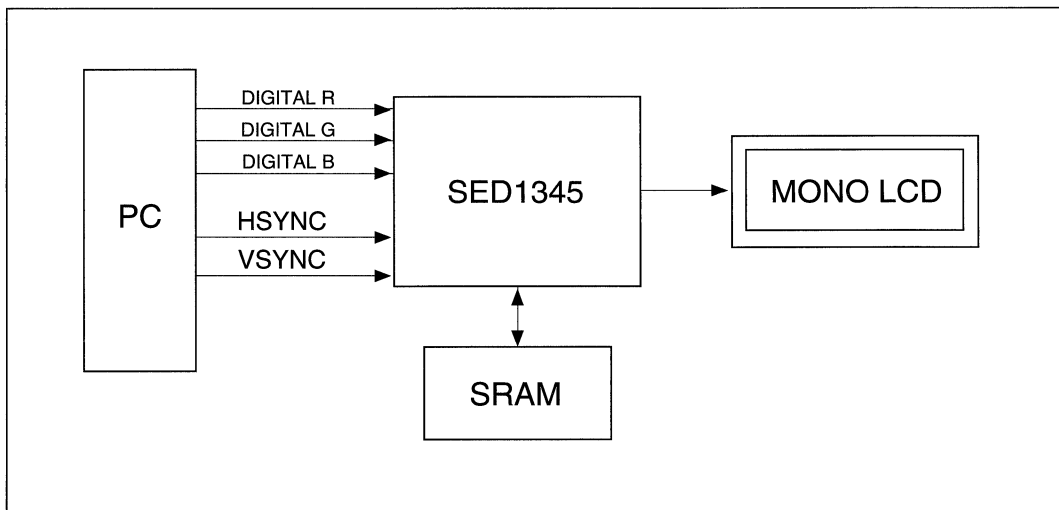 PC
DIGITAL R
DIGITAL G
DIGITAL B
HSYNC
VSYNC
SED1345
MONO LCD
SRAM